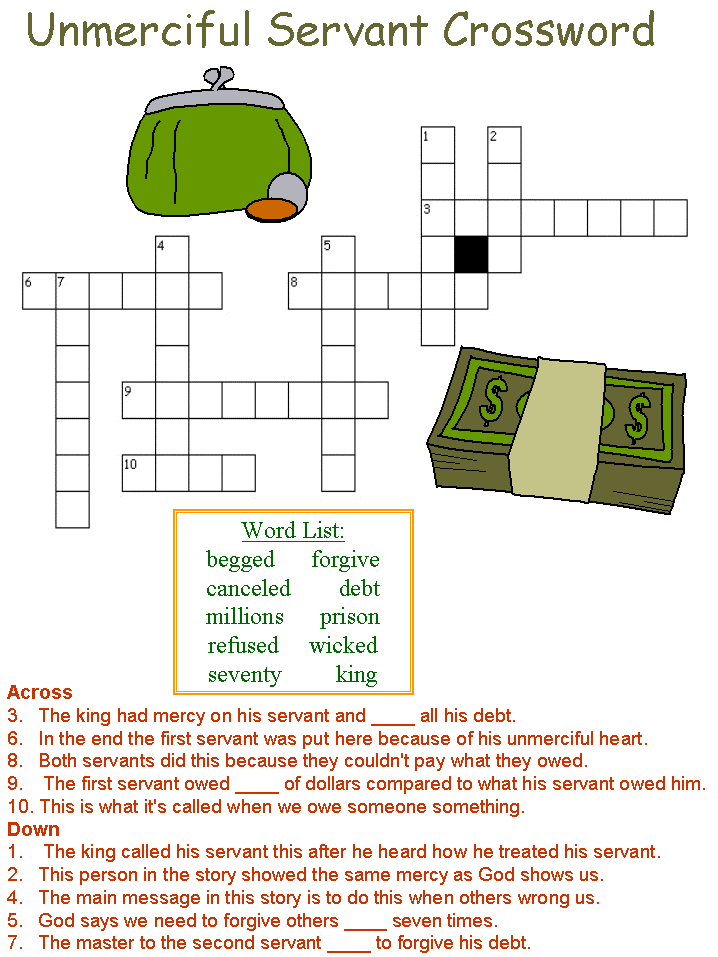 Unmerciful Servant Crossword
1 2
3
4 5
6 7 8
9
10
Word List:
begged forgive
canceled debt
millions prison
refused wicked
seventy king
Across
3. The king had mercy on his servant and ____ all his debt.
6. In the end the first servant was put here because of his unmerciful heart.
8. Both servants did this because they couldn't pay what they owed.
9. The first servant owed ____ of dollars compared to what his servant owed him.
10. This is what it's called when we owe someone something.
Down
1. The king called his servant this after he heard how he treated his servant.
2. This person in the story showed the same mercy as God shows us.
4. The main message in this story is to do this when others wrong us.
5. God says we need to forgive others ____ seven times.
7. The master to the second servant ____ to forgive his debt.
$ $